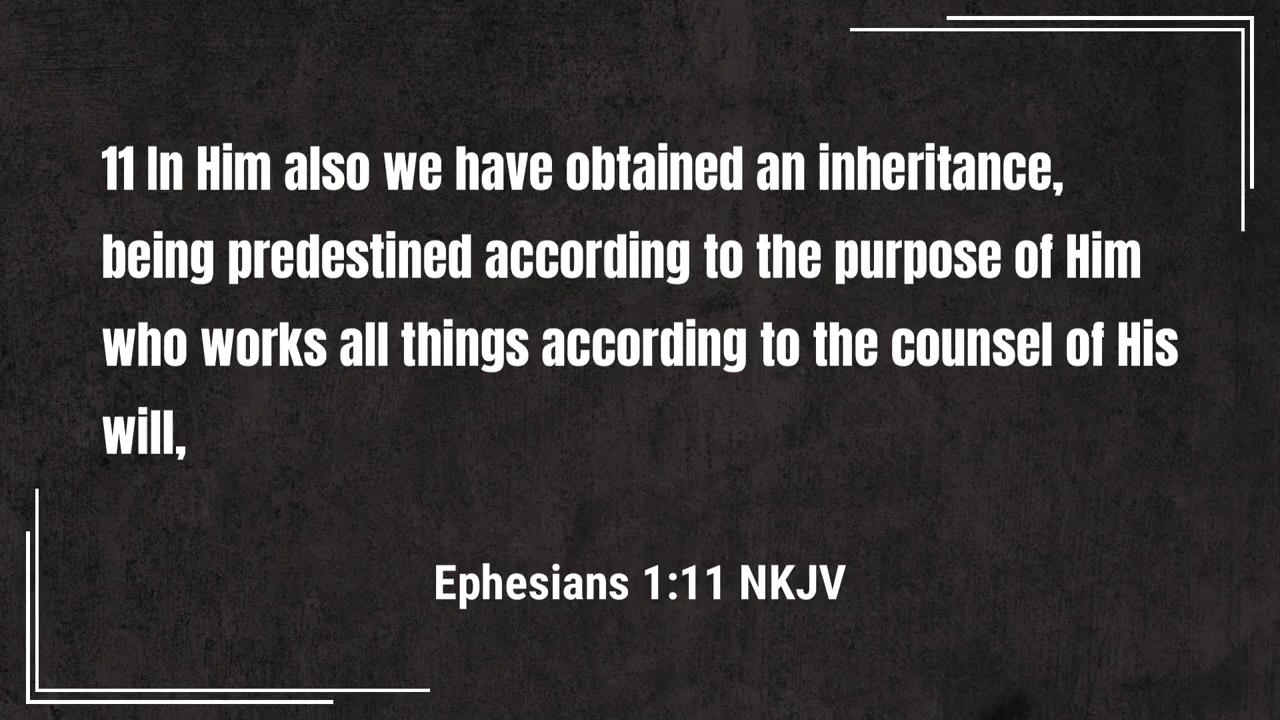 11 In Him also we have obtained an inheritance,
being predestined according to the purpose of Him
who works all things according to the counsel of His
will,
Ephesians 1:11 NKJV